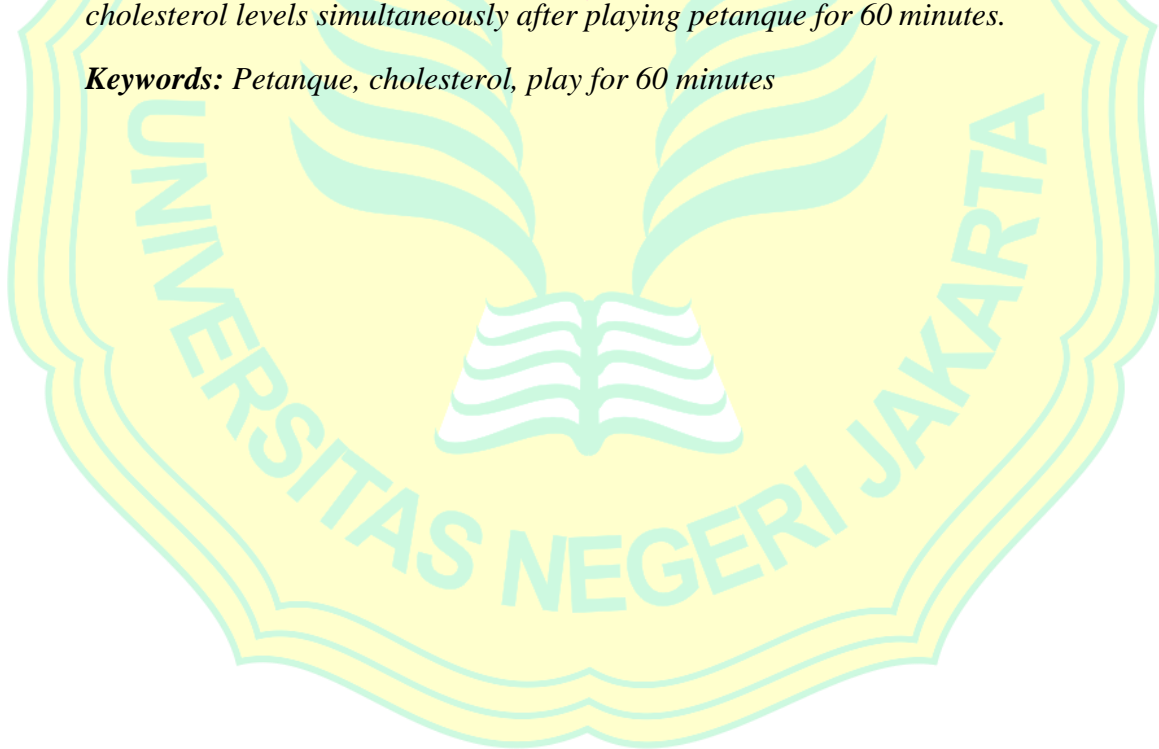 cholesterol levels simultaneously after playing petanque for 60 minutes.
Keywords: Petanque, cholesterol, play for 60 minutes
UNIVERSITAS NEGERI JAKARTA